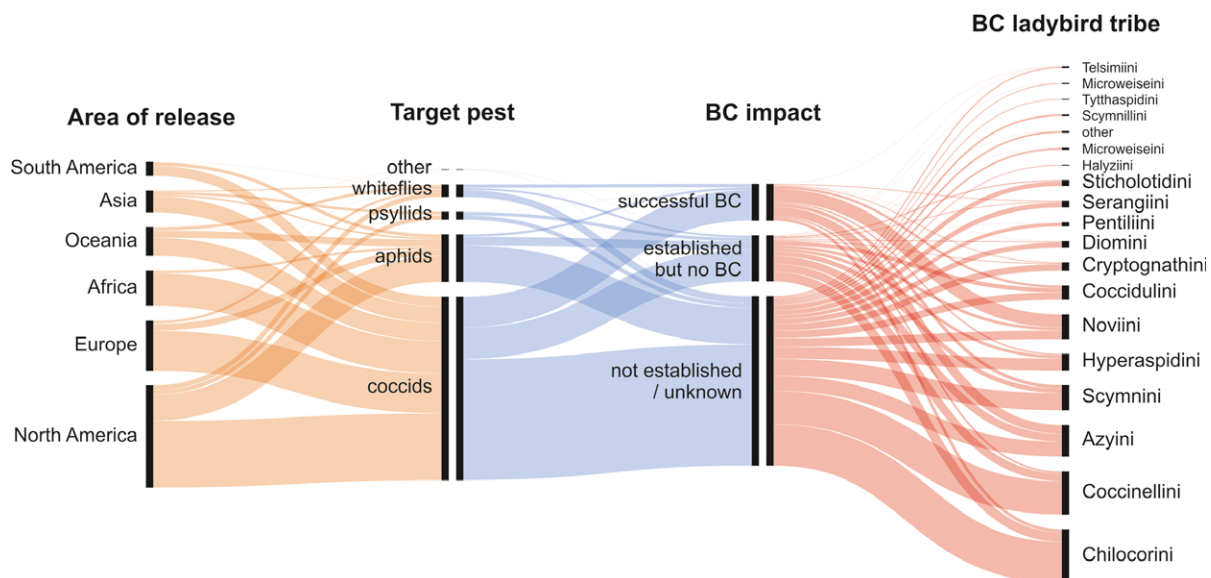 BC ladybird tribe
Area of release
Target pest
BC impact
South America
Asia
Oceania
Africa
Europe
North America
other
whiteflies
psyllids
aphids
coccids
successful BC
established
but no BC
not established
/ unknown
Telsimiini
Microweiseini
Tytthaspidini
Scymnillini
other
Microweiseini
Halyziini
Sticholotidini
Serangiini
Pentiliini
Diomini
Cryptognathini
Coccidulini
Noviini
Hyperaspidini
Scymnini
Azyini
Coccinellini
Chilocorini